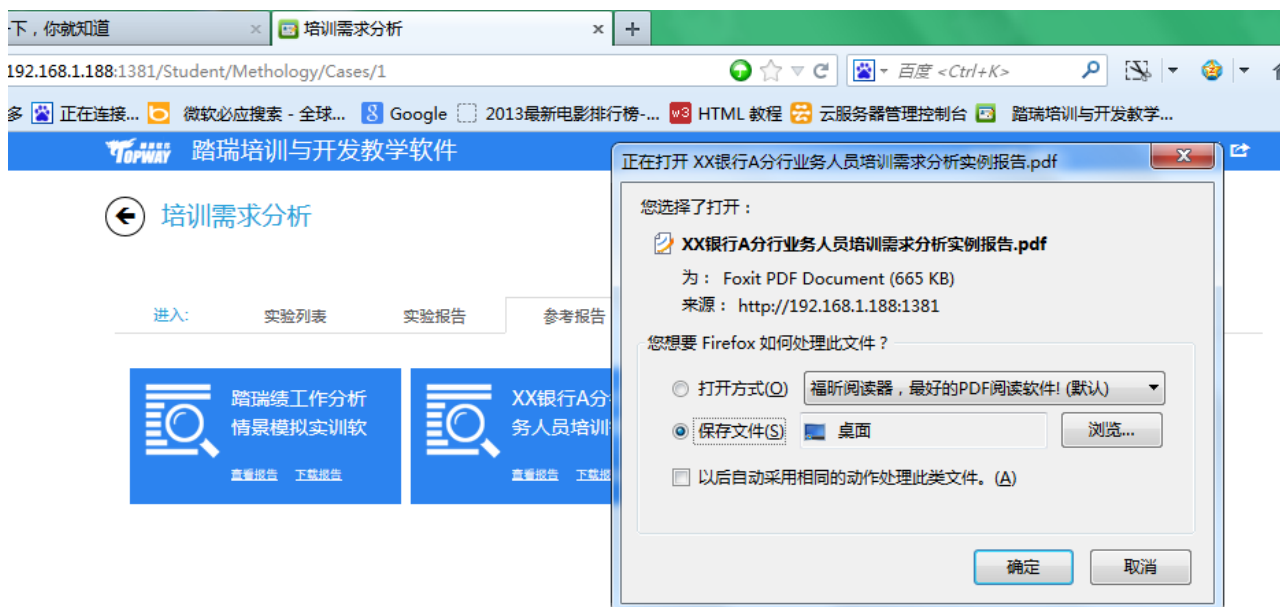 下，你就知道
培训需求分析
192.168.1.188:1381/Student/Methology/Cases/1
百度 <Ctrl+K>
多 正在连接... 微软必应搜索 - 全球... Google 2013最新电影排行榜-... HTML 教程 云服务器管理控制台 踏瑞培训与开发教学...
TOPWAY 踏瑞培训与开发教学软件
培训需求分析
进入: 实验列表 实验报告 参考报告
踏瑞绩工作分析
情景模拟实训软
查看报告 下载报告
XX银行A分
务人员培训
查看报告 下载报
正在打开 XX银行A分行业务人员培训需求分析实例报告.pdf
您选择了打开：
XX银行A分行业务人员培训需求分析实例报告.pdf
为： Foxit PDF Document (665 KB)
来源： http://192.168.1.188:1381
您想要 Firefox 如何处理此文件？
打开方式(O) 福昕阅读器，最好的PDF阅读软件! (默认)
保存文件(S) 桌面 浏览...
以后自动采用相同的动作处理此类文件。(A)
确定 取消